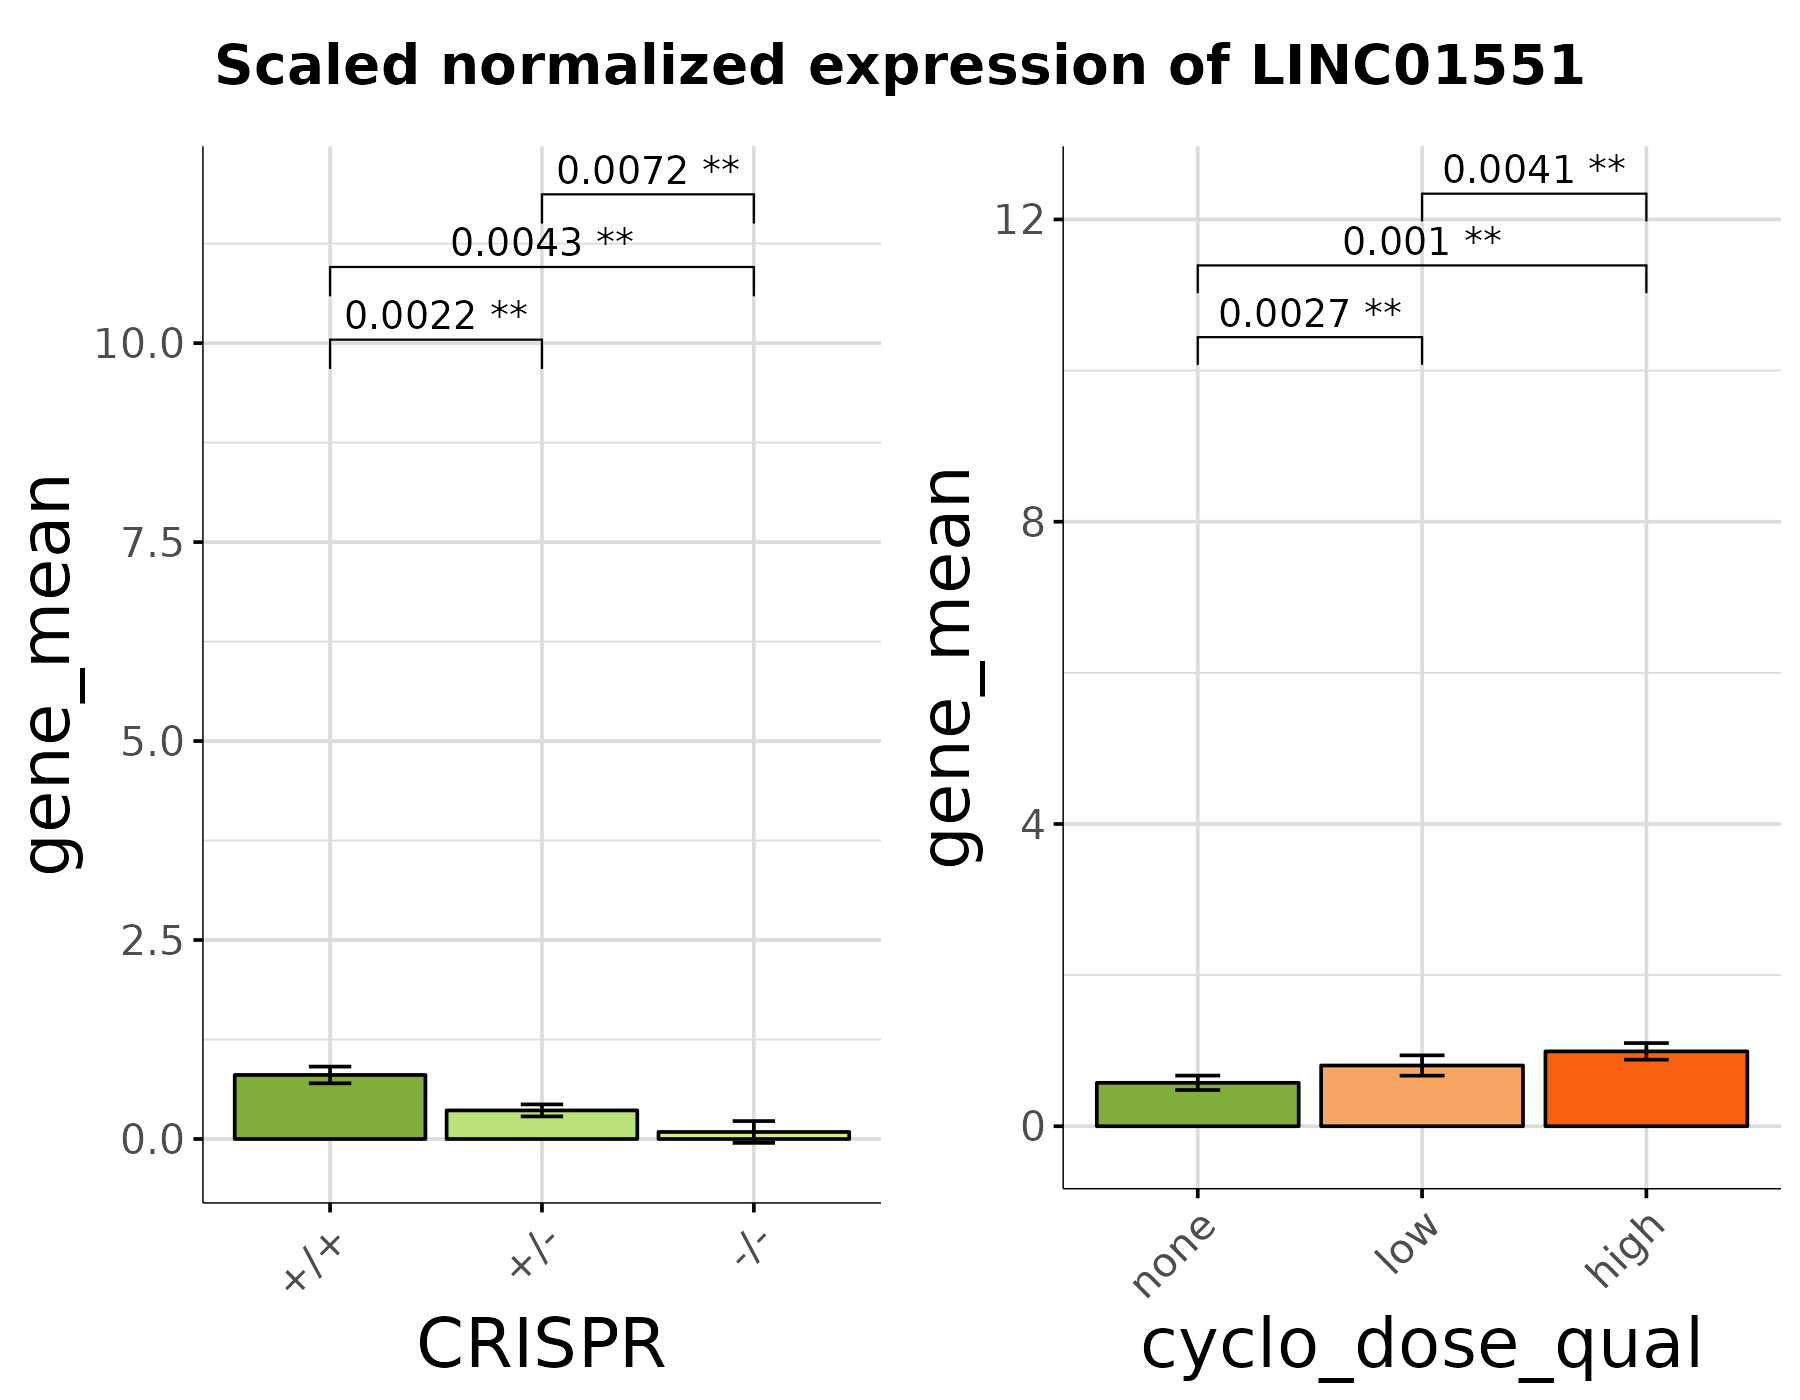 Scaled normalized expression of LINC01551
gene_mean
10.0
7.5
5.0
2.5
0.0
0.0072 **
0.0043 **
0.0022 **
+/+
+/-
-/-
CRISPR
gene_mean
12
8
4
0
0.0041 **
0.001 **
0.0027 **
none
low
high
cyclo_dose_qual